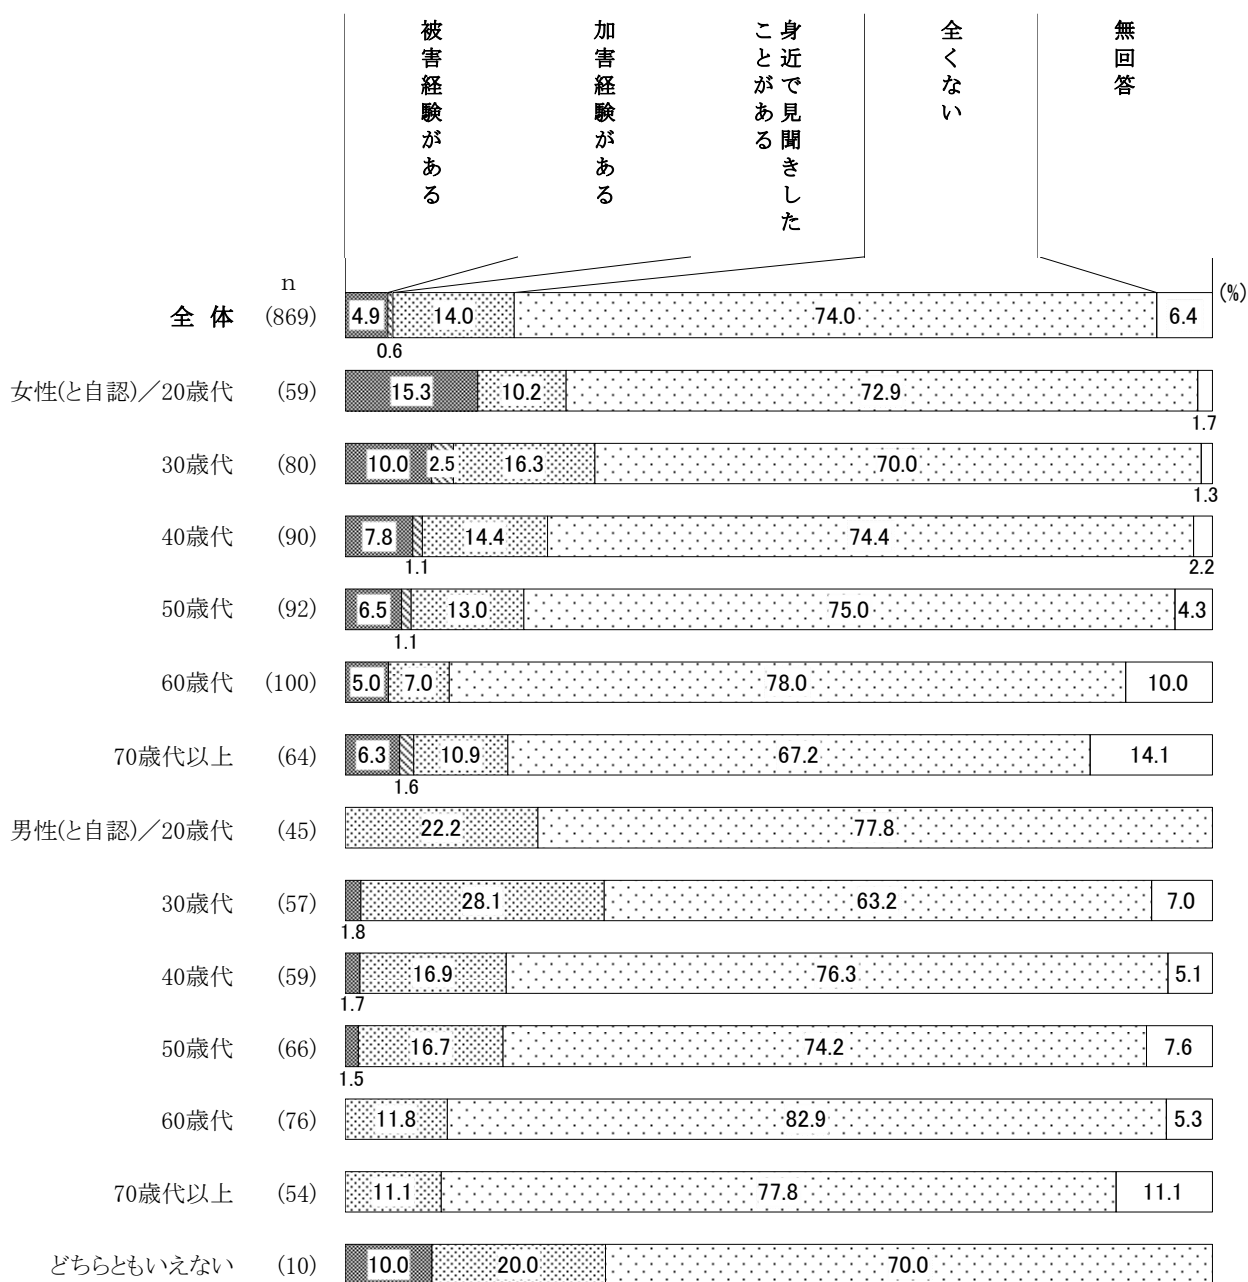 被害経験がある
加害経験がある
身近で見聞きした
ことがある
全くない
無回答
n
(%)
全 体 (869) 4.9 14.0 74.0 6.4
0.6
女性(と自認)／20歳代 (59) 15.3 10.2 72.9
1.7
30歳代 (80) 10.0 2.5 16.3 70.0
1.3
40歳代 (90) 7.8 14.4 74.4
1.1 2.2
50歳代 (92) 6.5 13.0 75.0 4.3
1.1
60歳代 (100) 5.0 7.0 78.0 10.0
70歳代以上 (64) 6.3 10.9 67.2 14.1
1.6
男性(と自認)／20歳代 (45) 22.2 77.8
30歳代 (57) 28.1 63.2 7.0
1.8
40歳代 (59) 16.9 76.3 5.1
1.7
50歳代 (66) 16.7 74.2 7.6
1.5
60歳代 (76) 11.8 82.9 5.3
70歳代以上 (54) 11.1 77.8 11.1
どちらともいえない (10) 10.0 20.0 70.0